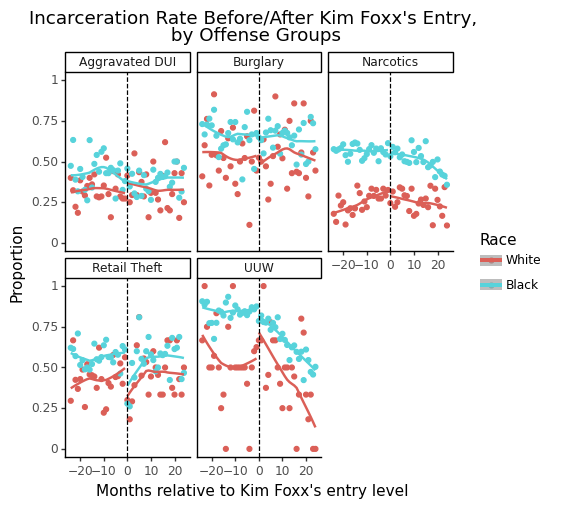 Incarceration Rate Before/After Kim Foxx's Entry,
by Offense Groups
Aggravated DUI Burglary Narcotics
1
0.75
0.50
0.25
0
−20 −10 0 10 20
Retail Theft UUW
1
0.75
0.50
0.25
0
−20 −10 0 10 20 −20 −10 0 10 20
Proportion
Months relative to Kim Foxx's entry level
Race
White
Black